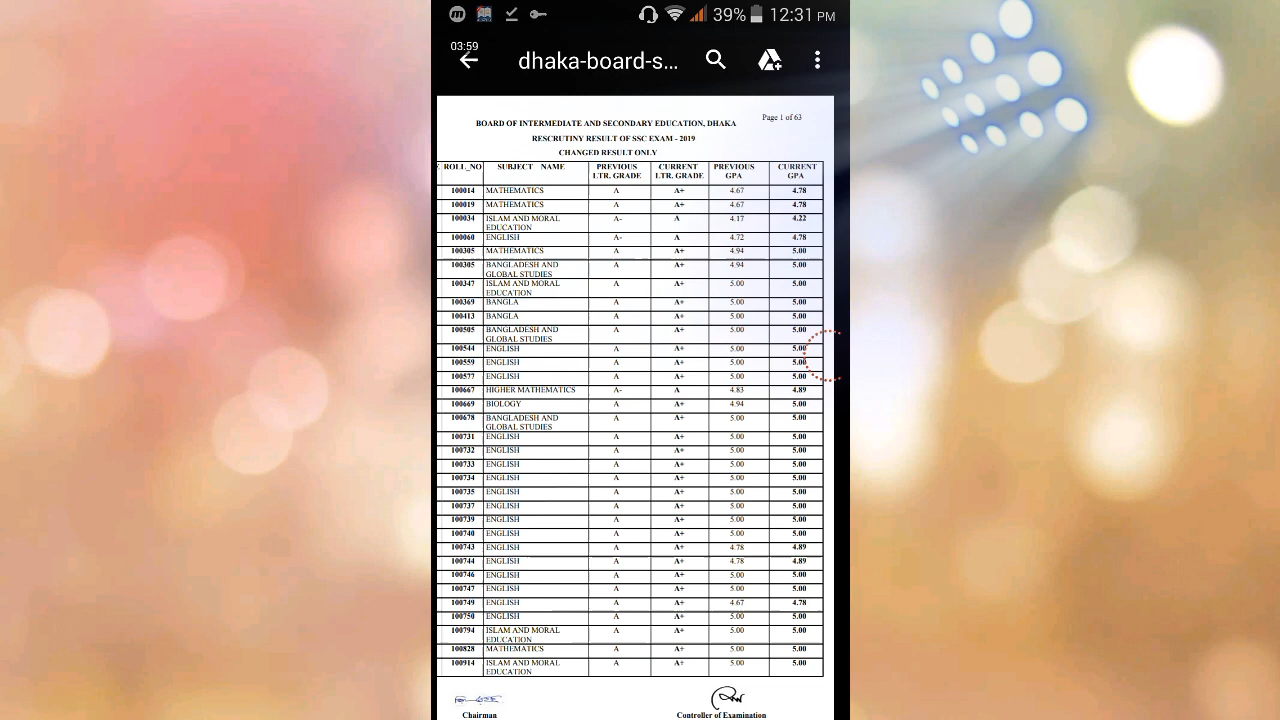 39% 12:31 PM
03:59
dhaka-board-s...
Page 1 of 63
BOARD OF INTERMEDIATE AND SECONDARY EDUCATION, DHAKA
RESCRUTINY RESULT OF SSC EXAM - 2019
CHANGED RESULT ONLY
ROLL_NO SUBJECT NAME PREVIOUS LTR. GRADE CURRENT LTR. GRADE PREVIOUS GPA CURRENT GPA
100014 MATHEMATICS A A+ 4.67 4.78
100019 MATHEMATICS A A+ 4.67 4.78
100034 ISLAM AND MORAL EDUCATION A- A 4.17 4.22
100060 ENGLISH A- A 4.72 4.78
100305 MATHEMATICS A A+ 4.94 5.00
100305 BANGLADESH AND GLOBAL STUDIES A A+ 4.94 5.00
100347 ISLAM AND MORAL EDUCATION A A+ 5.00 5.00
100369 BANGLA A A+ 5.00 5.00
100413 BANGLA A A+ 5.00 5.00
100505 BANGLADESH AND GLOBAL STUDIES A A+ 5.00 5.00
100544 ENGLISH A A+ 5.00 5.00
100559 ENGLISH A A+ 5.00 5.00
100577 ENGLISH A A+ 5.00 5.00
100667 HIGHER MATHEMATICS A- A 4.83 4.89
100669 BIOLOGY A A+ 4.94 5.00
100678 BANGLADESH AND GLOBAL STUDIES A A+ 5.00 5.00
100731 ENGLISH A A+ 5.00 5.00
100732 ENGLISH A A+ 5.00 5.00
100733 ENGLISH A A+ 5.00 5.00
100734 ENGLISH A A+ 5.00 5.00
100735 ENGLISH A A+ 5.00 5.00
100737 ENGLISH A A+ 5.00 5.00
100739 ENGLISH A A+ 5.00 5.00
100740 ENGLISH A A+ 5.00 5.00
100743 ENGLISH A A+ 4.78 4.89
100744 ENGLISH A A+ 4.78 4.89
100746 ENGLISH A A+ 5.00 5.00
100747 ENGLISH A A+ 5.00 5.00
100749 ENGLISH A A+ 4.67 4.78
100750 ENGLISH A A+ 5.00 5.00
100794 ISLAM AND MORAL EDUCATION A A+ 5.00 5.00
100828 MATHEMATICS A A+ 5.00 5.00
100914 ISLAM AND MORAL EDUCATION A A+ 5.00 5.00
Chairman Controller of Examination